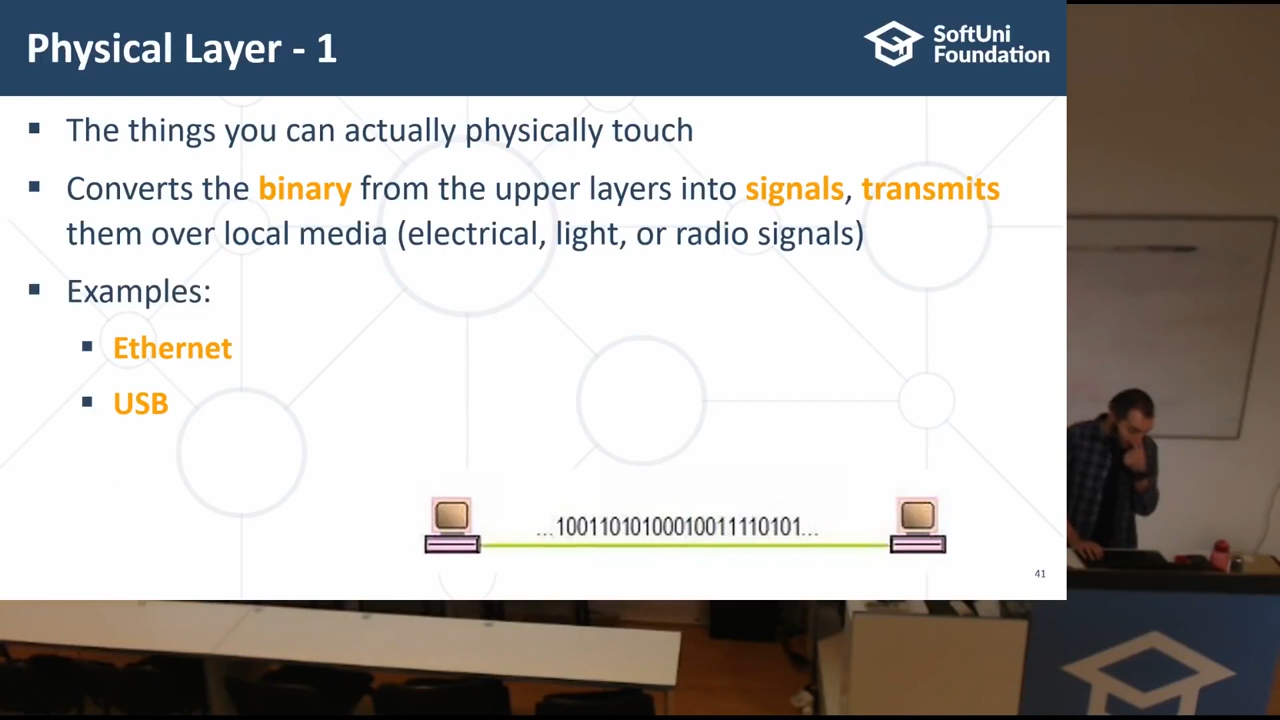 Physical Layer - 1
SoftUni
Foundation
The things you can actually physically touch
Converts the binary from the upper layers into signals, transmits
them over local media (electrical, light, or radio signals)
Examples:
Ethernet
USB
...10011010100010011110101...
41